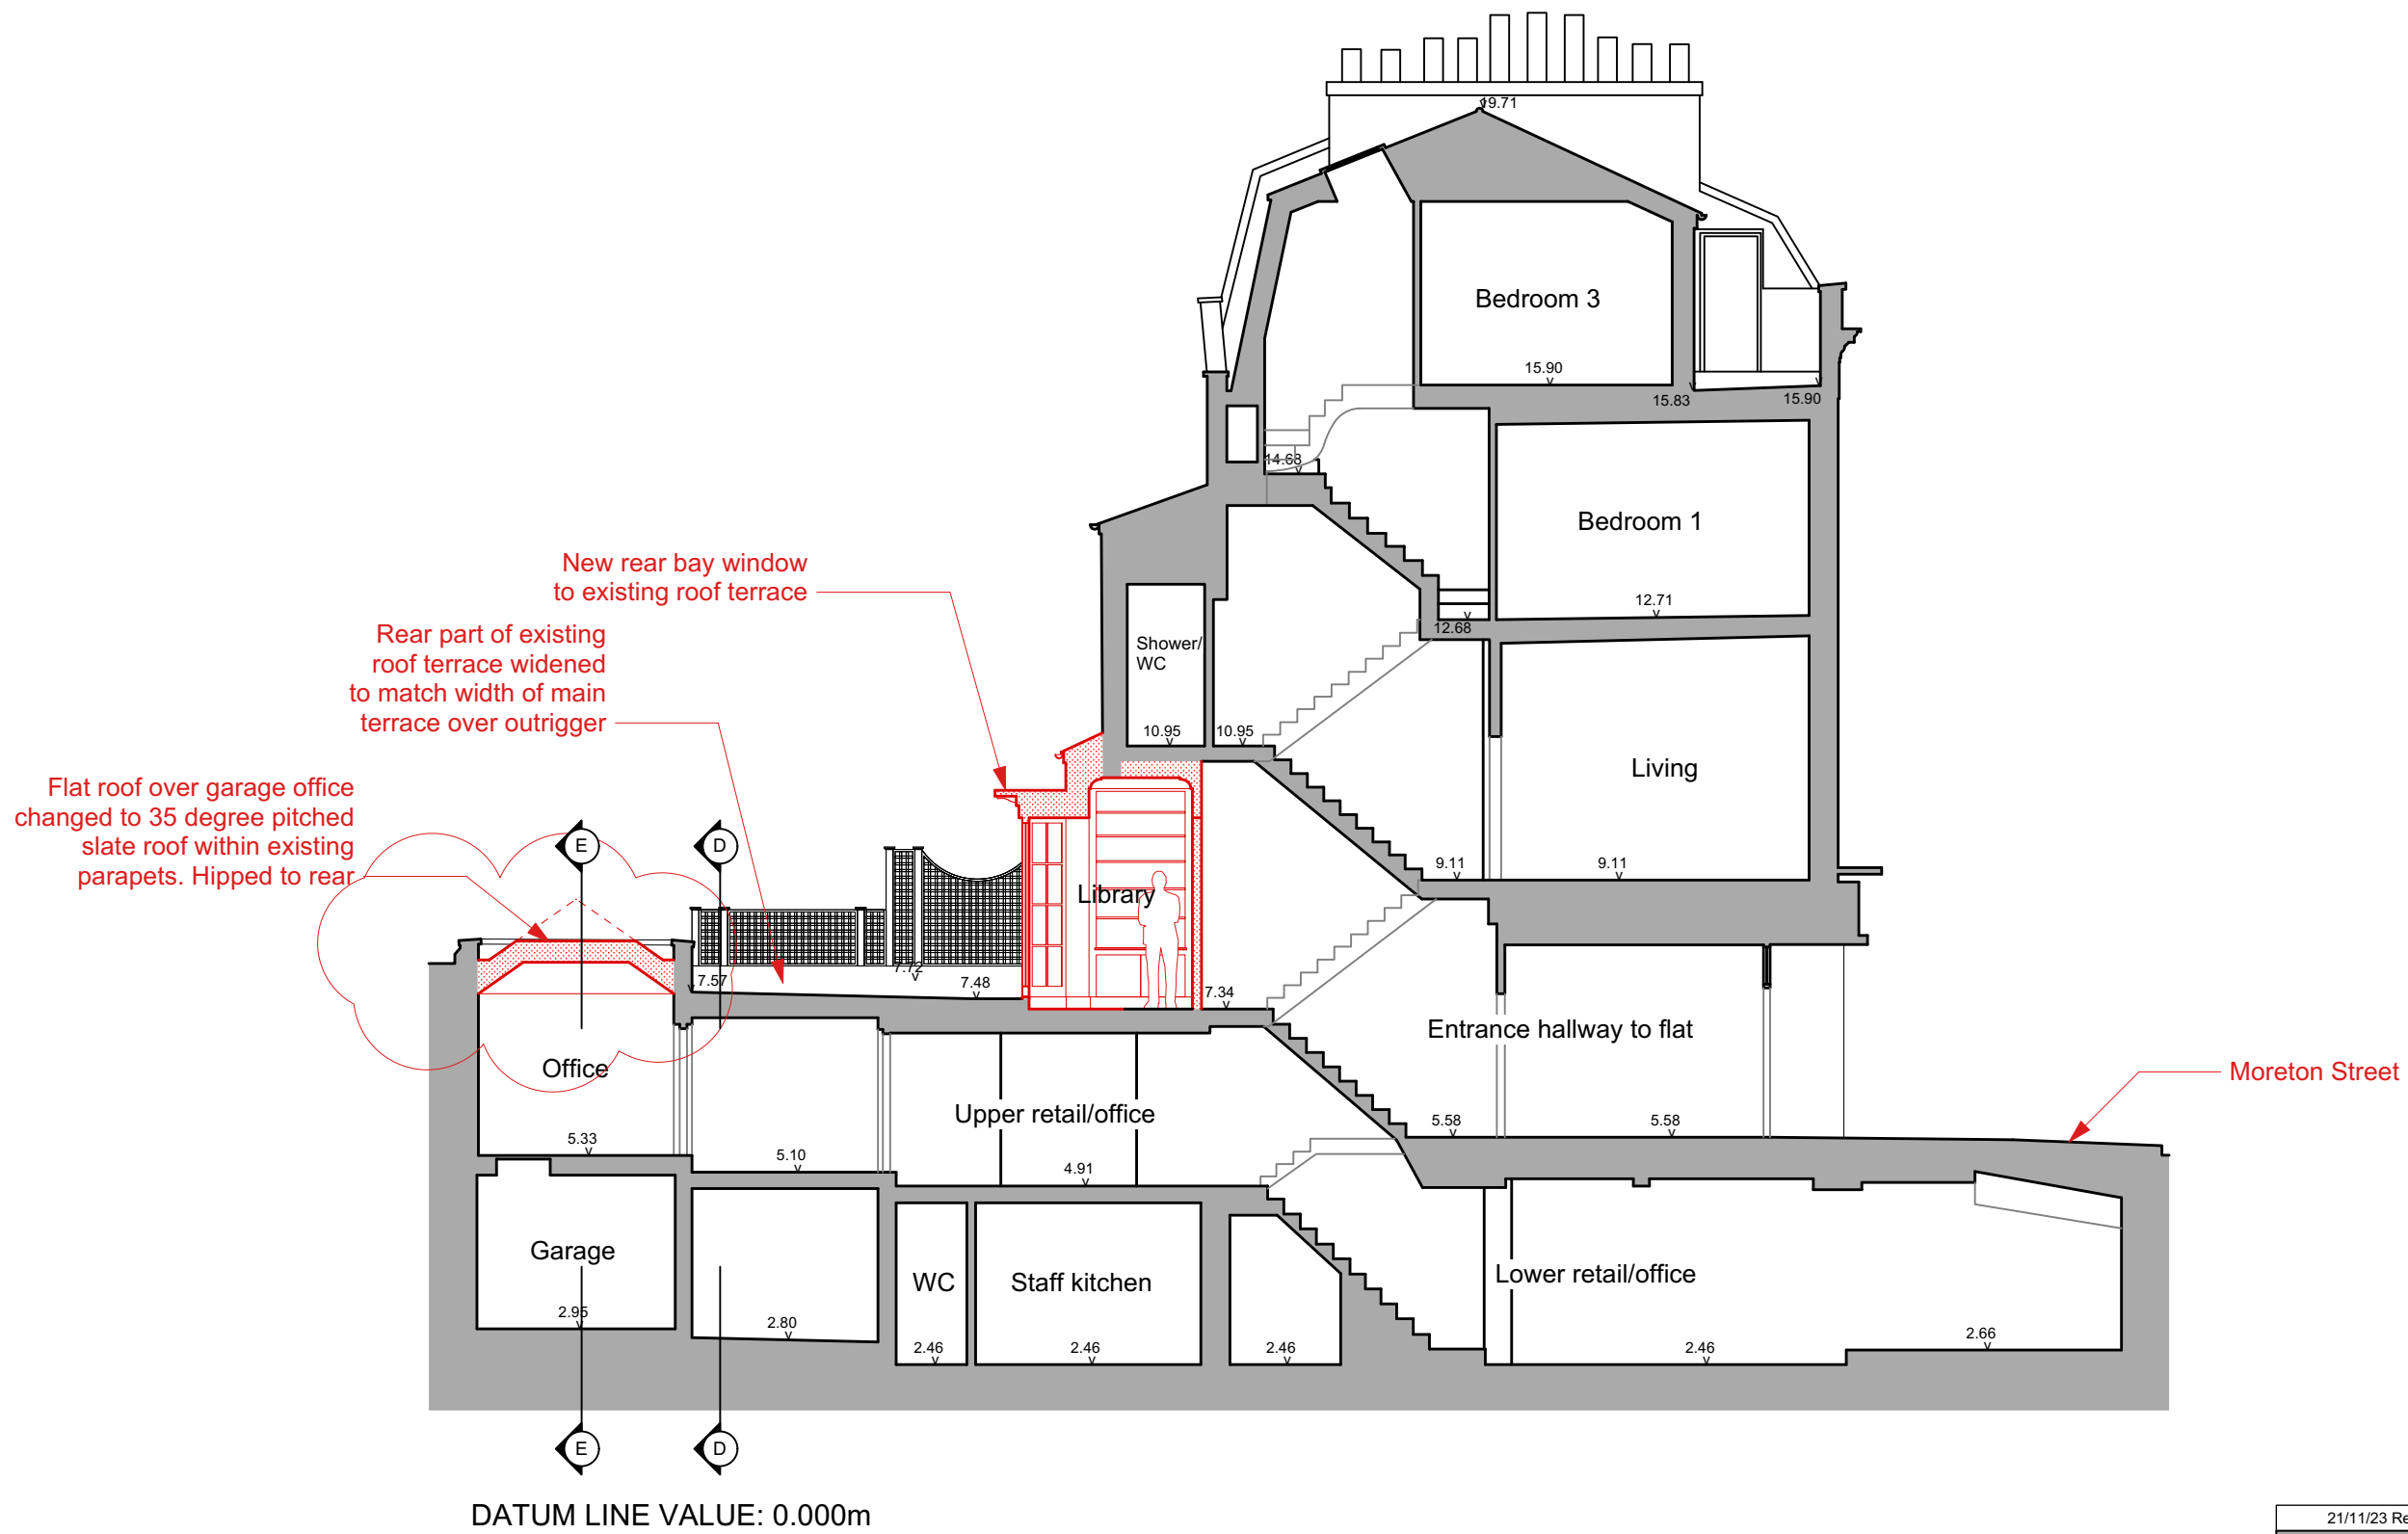 19.71
Bedroom 3
15.90
15.83
15.90
14.68
Bedroom 1
12.71
12.68
New rear bay window
to existing roof terrace
Rear part of existing
roof terrace widened
to match width of main
terrace over outrigger
Shower/
WC
10.95
10.95
Living
Flat roof over garage office
changed to 35 degree pitched
slate roof within existing
parapets. Hipped to rear
E
D
9.11
9.11
Library
7.57
7.72
7.48
7.34
Entrance hallway to flat
Office
Moreton Street
Upper retail/office
5.58
5.58
5.33
5.10
4.91
Garage
WC
Staff kitchen
Lower retail/office
2.95
2.80
2.46
2.46
2.46
2.46
2.66
E
D
DATUM LINE VALUE: 0.000m
21/11/23